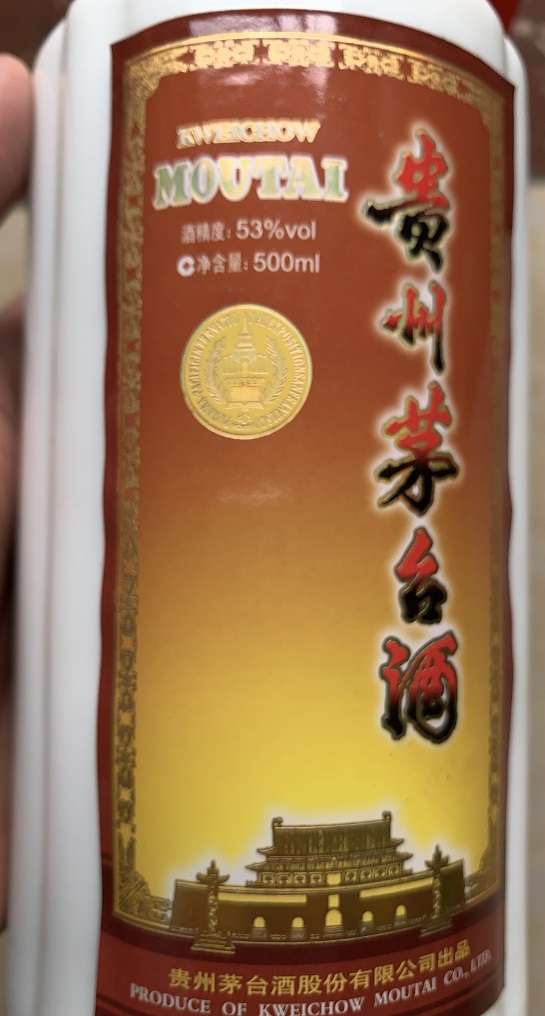 KWEICHOW
MOUTAI
酒精度: 53%vol
净含量: 500ml
贵州茅台酒
贵州茅台酒股份有限公司出品
PRODUCE OF KWEICHOW MOUTAI CO., LTD.